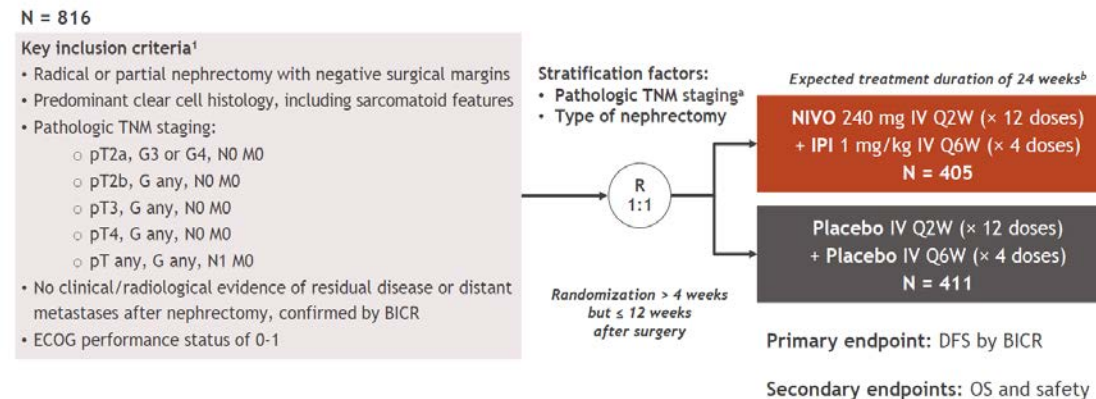 N = 816
Key inclusion criteria¹
• Radical or partial nephrectomy with negative surgical margins
• Predominant clear cell histology, including sarcomatoid features
• Pathologic TNM staging:
○ pT2a, G3 or G4, N0 M0
○ pT2b, G any, N0 M0
○ pT3, G any, N0 M0
○ pT4, G any, N0 M0
○ pT any, G any, N1 M0
• No clinical/radiological evidence of residual disease or distant
metastases after nephrectomy, confirmed by BICR
• ECOG performance status of 0-1
Stratification factors:
• Pathologic TNM stagingᵃ
• Type of nephrectomy
R
1:1
Randomization > 4 weeks
but ≤ 12 weeks
after surgery
Expected treatment duration of 24 weeksᵇ
NIVO 240 mg IV Q2W (× 12 doses)
+ IPI 1 mg/kg IV Q6W (× 4 doses)
N = 405
Placebo IV Q2W (× 12 doses)
+ Placebo IV Q6W (× 4 doses)
N = 411
Primary endpoint: DFS by BICR
Secondary endpoints: OS and safety